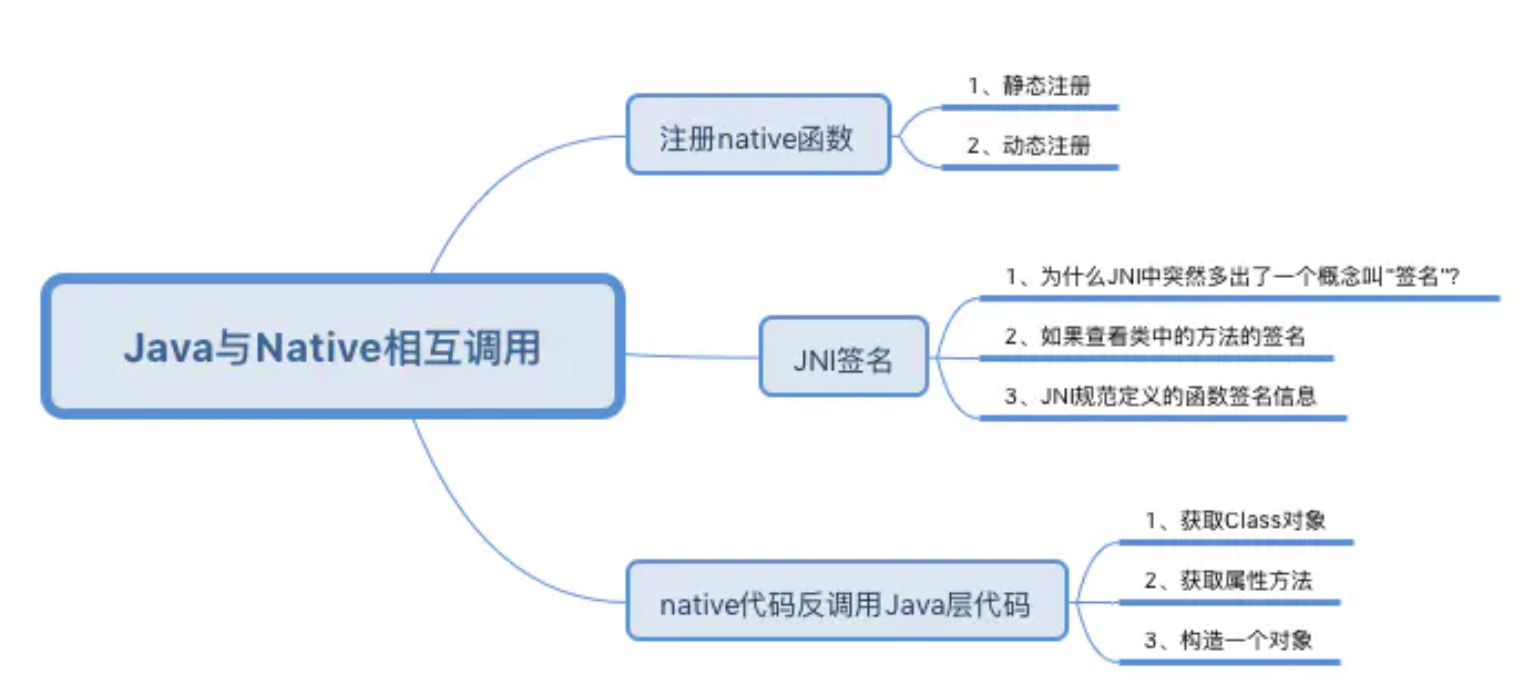 1、静态注册
注册native函数
2、动态注册
1、为什么JNI中突然多出了一个概念叫"签名"?
Java与Native相互调用
JNI签名
2、如果查看类中的方法的签名
3、JNI规范定义的函数签名信息
1、获取Class对象
native代码反调用Java层代码
2、获取属性方法
3、构造一个对象